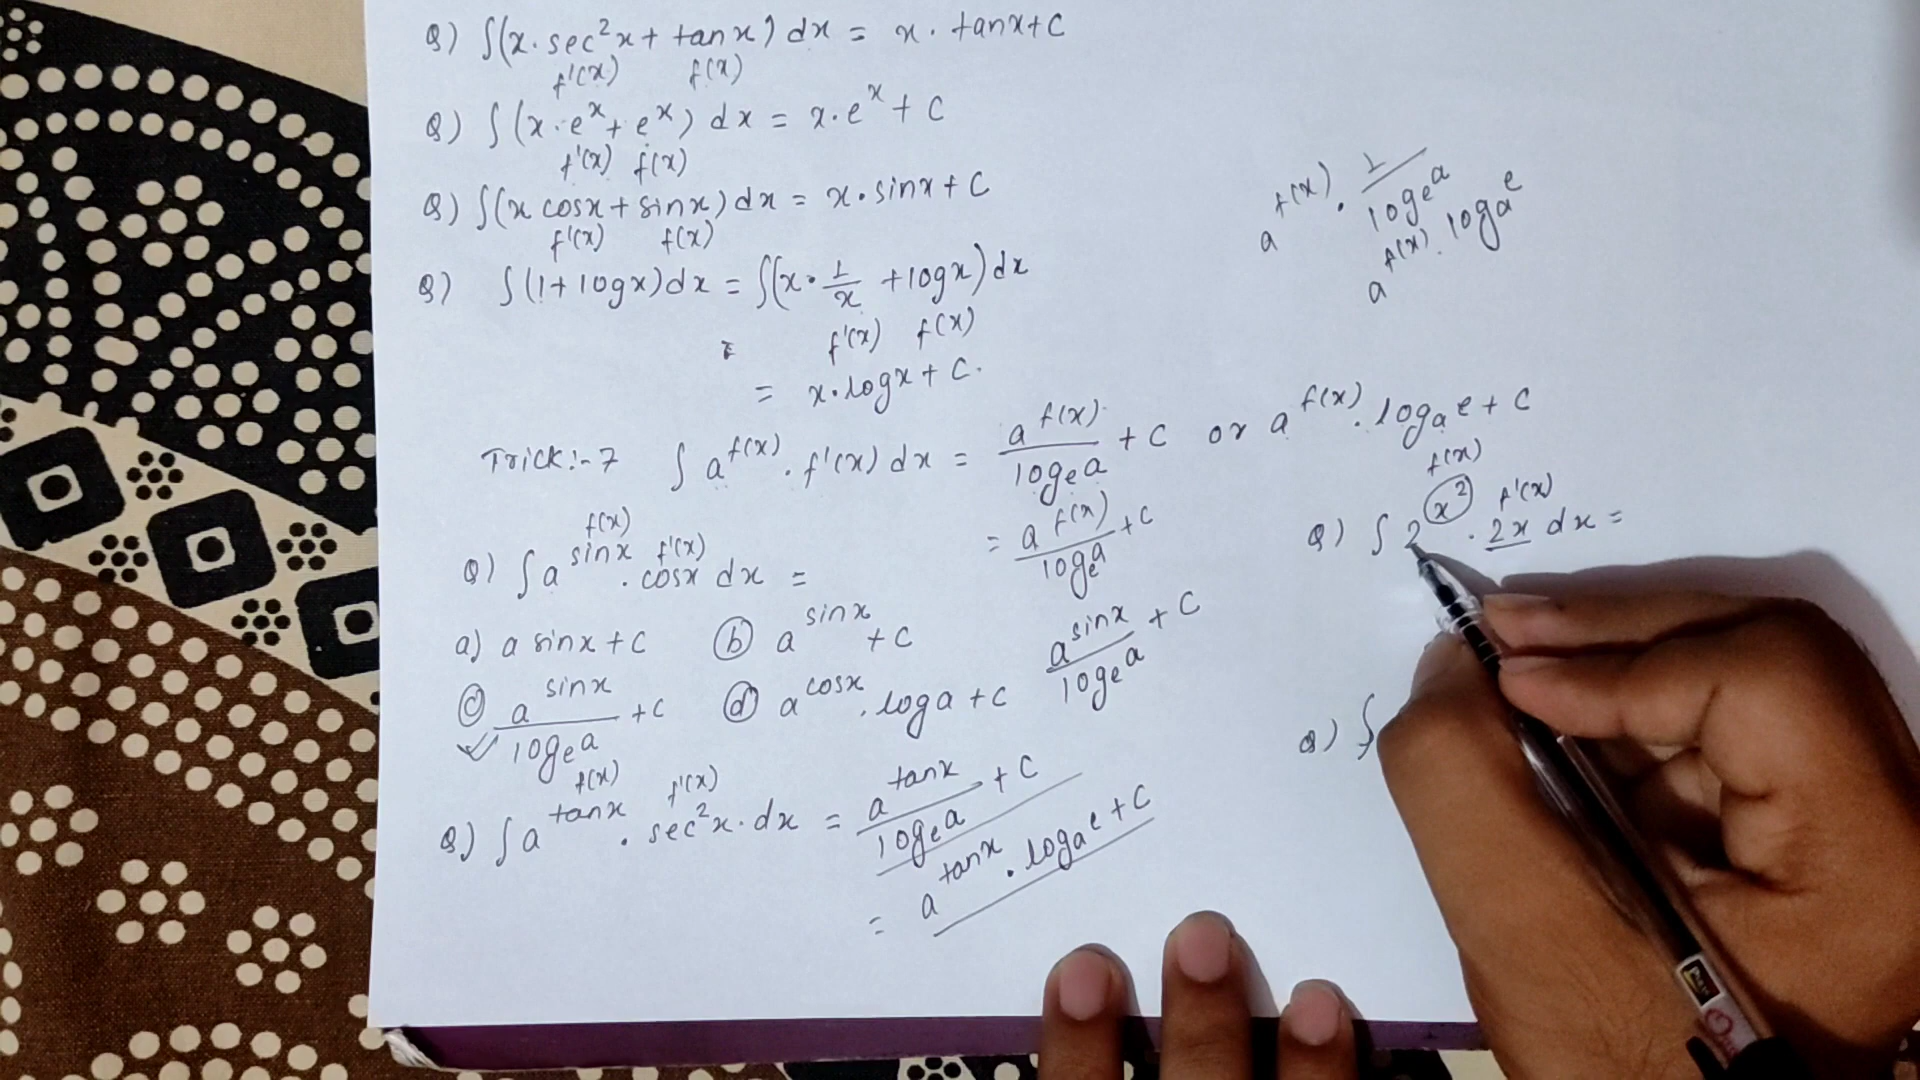 Q) ∫(x. sec²x + tanx) dx = x. tanx + C
f'(x) f(x)
Q) ∫(x.eˣ + eˣ) dx = x.eˣ + C
f'(x) f(x)
Q) ∫(x cosx + sinx) dx = x.sinx + C
f'(x) f(x)
Q) ∫(1+logx)dx = ∫(x. 1/x + logx) dx
f'(x) f(x)
= x.logx + C.
a^f(x) . 1/logₑa
a^f(x) . logₐe
Trick:- 7 ∫ a^f(x) . f'(x) dx = a^f(x)/logₑa + C or a^f(x) . logₐe + C
= a^f(x)/logₑa + C
f(x) f'(x)
Q) ∫ a^sinx . cosx dx =
a) a sinx + C (b) a^sinx + C
(c) a^sinx/logₑa + C (d) a^cosx . loga + C
a^sinx/logₑa + C
f(x) f'(x)
Q) ∫ a^tanx . sec²x . dx = a^tanx/logₑa + C
= a^tanx . logₐe + C
f(x) f'(x)
Q) ∫ 2^x² . 2x dx =
Q) ∫